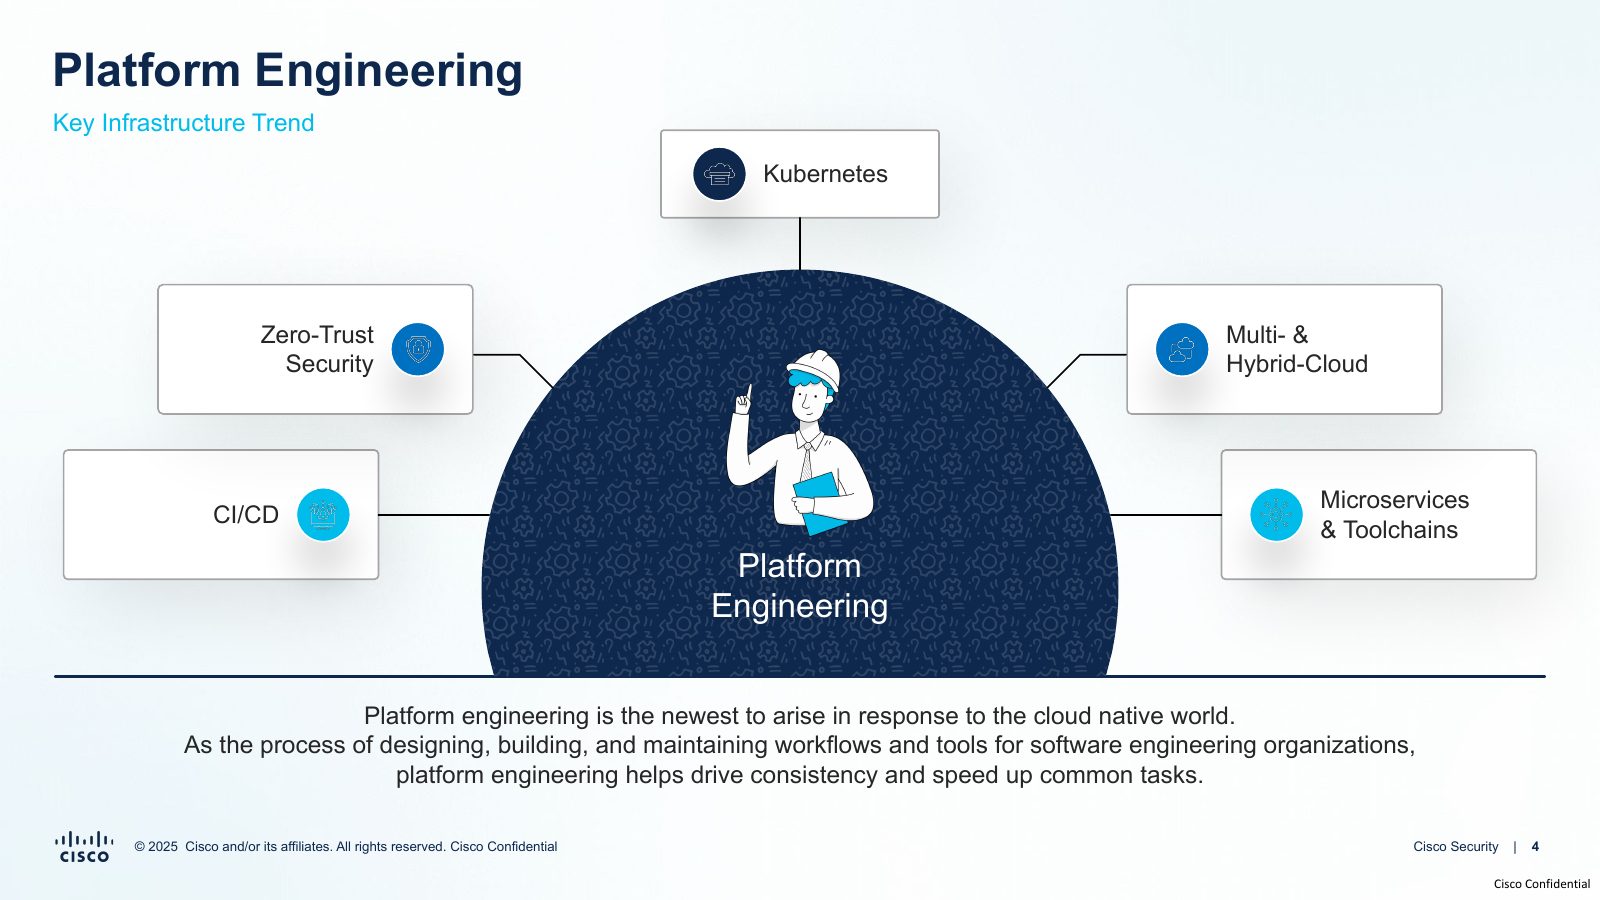 Platform Engineering
Key Infrastructure Trend
Kubernetes
Zero-Trust
Security
Multi- &
Hybrid-Cloud
CI/CD
Microservices
& Toolchains
Platform
Engineering
Platform engineering is the newest to arise in response to the cloud native world.
As the process of designing, building, and maintaining workflows and tools for software engineering organizations,
platform engineering helps drive consistency and speed up common tasks.
CISCO
© 2025 Cisco and/or its affiliates. All rights reserved. Cisco Confidential
Cisco Security | 4
Cisco Confidential